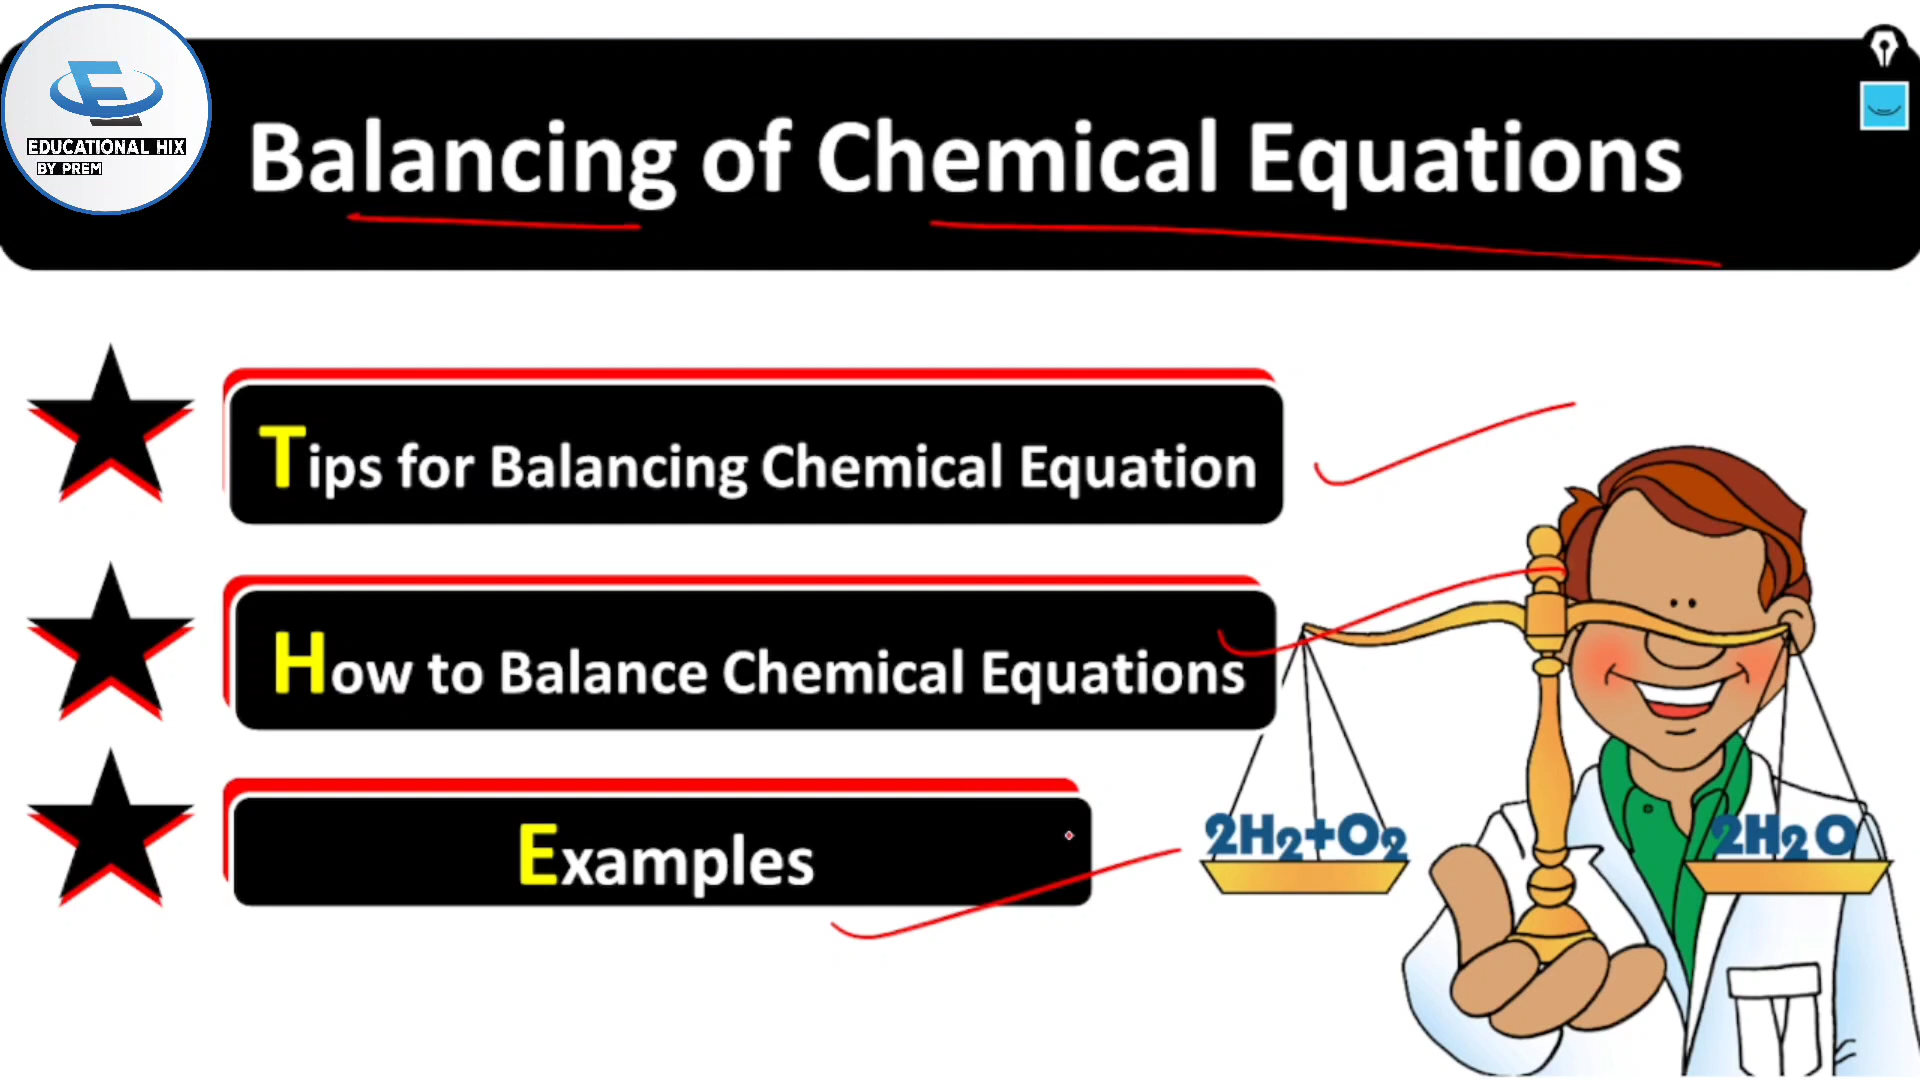 EDUCATIONAL HIX
BY PREM
Balancing of Chemical Equations
Tips for Balancing Chemical Equation
How to Balance Chemical Equations
Examples
2H₂+O₂
2H₂O